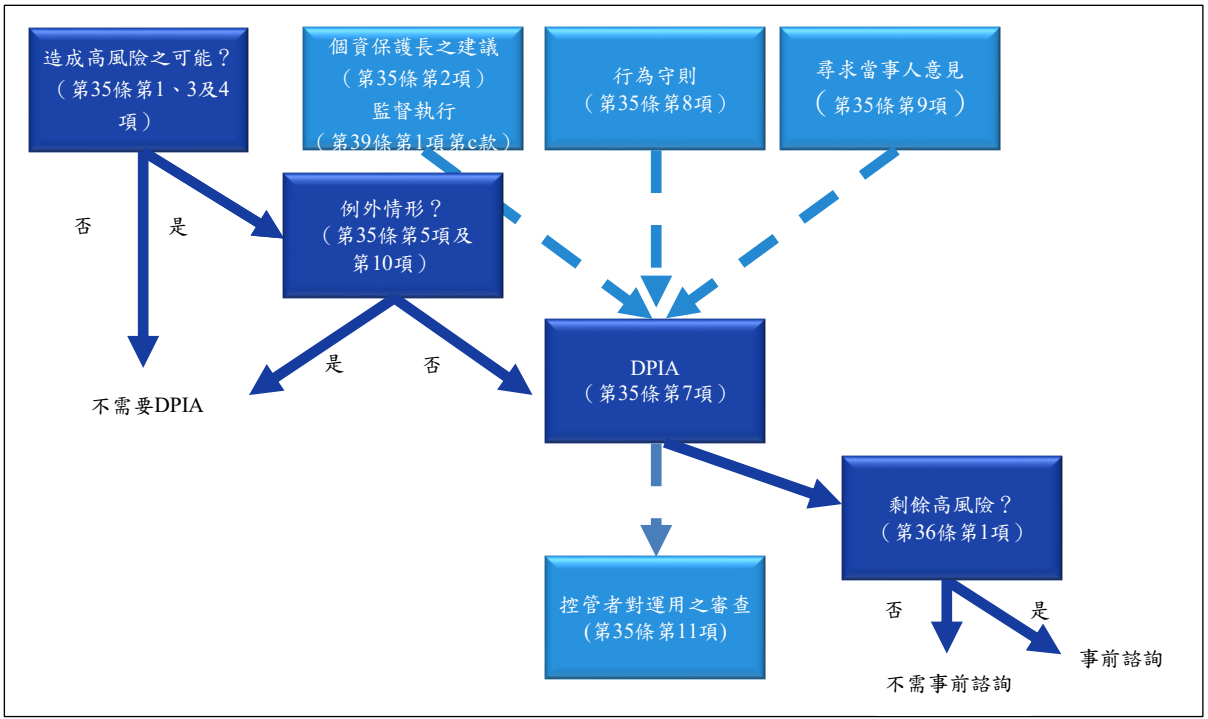 造成高風險之可能？
（第35條第1、3及4
項）
個資保護長之建議
（第35條第2項）
監督執行
（第39條第1項第c款）
行為守則
（第35條第8項）
尋求當事人意見
（第35條第9項）
否
是
例外情形？
（第35條第5項及
第10項）
是
否
不需要DPIA
DPIA
（第35條第7項）
剩餘高風險？
（第36條第1項）
控管者對運用之審查
(第35條第11項)
否
是
事前諮詢
不需事前諮詢